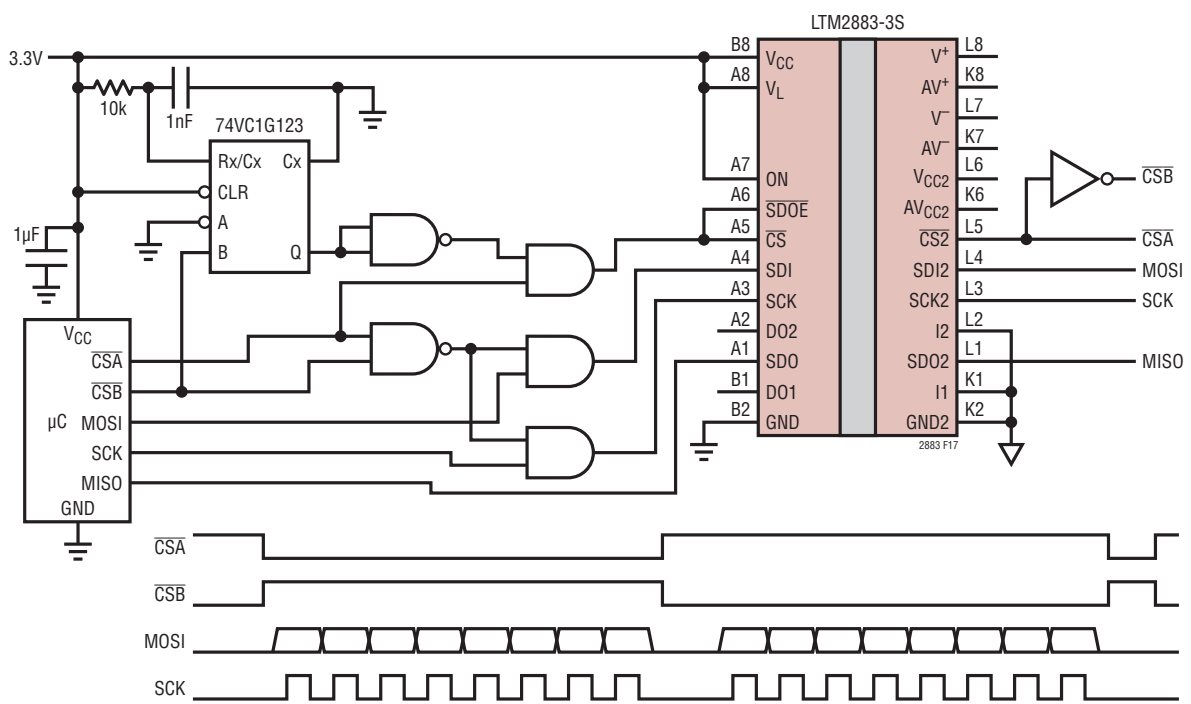 LTM2883-3S
3.3V
10k
1nF
74VC1G123
Rx/Cx
Cx
CLR
A
B
Q
1µF
VCC
CSA
CSB
µC
MOSI
SCK
MISO
GND
B8
VCC
A8
VL
A7
ON
A6
SDOE
A5
CS
A4
SDI
A3
SCK
A2
DO2
A1
SDO
B1
DO1
B2
GND
V+
L8
AV+
K8
V–
L7
AV–
K7
VCC2
L6
AVCC2
K6
CS2
L5
SDI2
L4
SCK2
L3
I2
L2
SDO2
L1
I1
K1
GND2
K2
2883 F17
CSB
CSA
MOSI
SCK
MISO
CSA
CSB
MOSI
SCK